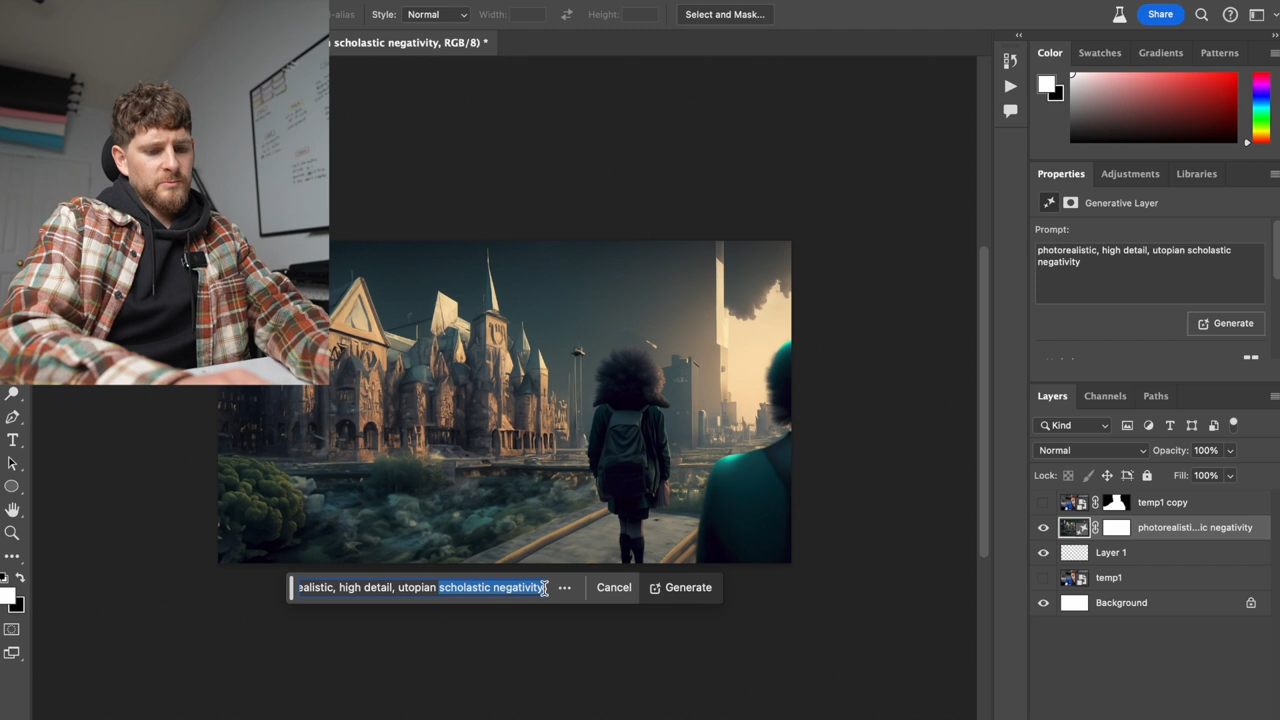 -alias Style: Normal Width: Height: Select and Mask... Share
scholastic negativity, RGB/8) *
Color Swatches Gradients Patterns
Properties Adjustments Libraries
Generative Layer
Prompt:
photorealistic, high detail, utopian scholastic
negativity
Generate
Layers Channels Paths
Kind
Normal Opacity: 100%
Lock: Fill: 100%
temp1 copy
photorealisti...ic negativity
Layer 1
temp1
Background
ealistic, high detail, utopian scholastic negativity ... Cancel Generate
T